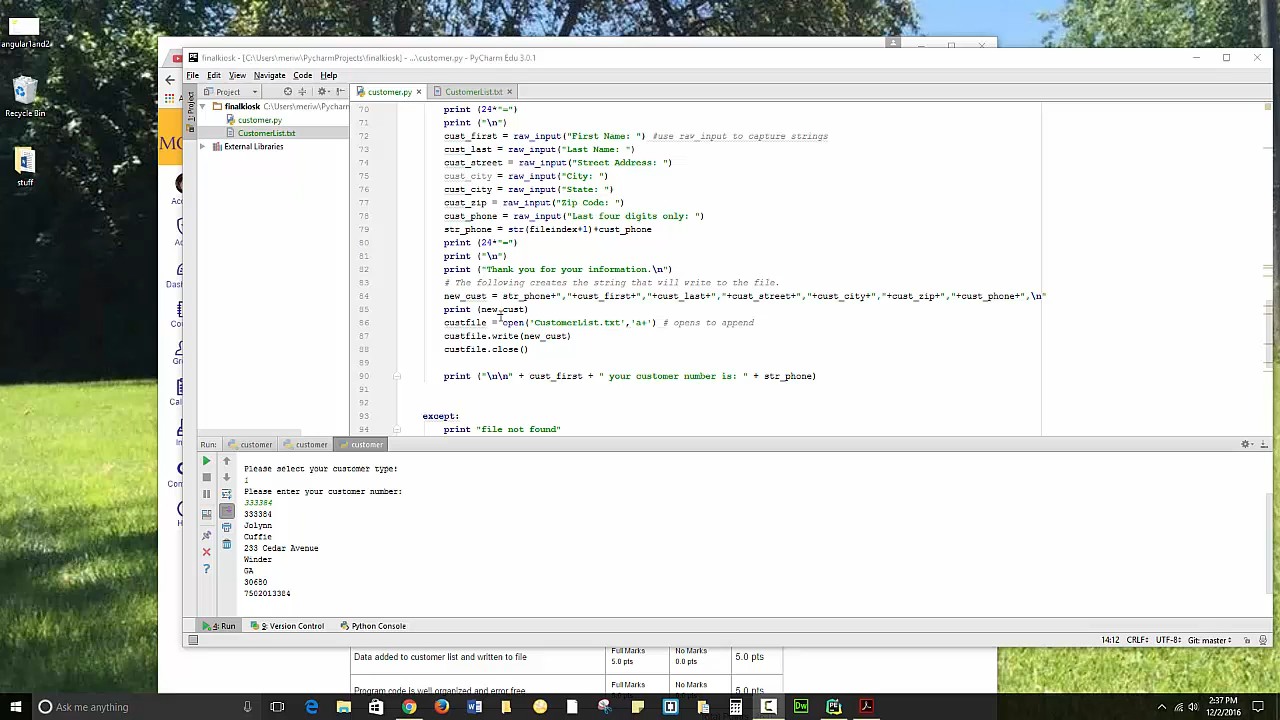 angular1and2
Recycle Bin
stuff
finalkiosk - [C:\Users\meriw\PycharmProjects\finalkiosk] - ...\customer.py - PyCharm Edu 3.0.1
File Edit View Navigate Code Help
Project
customer.py
CustomerList.txt
1: Project
finalkiosk C:\Users\meriw\Pycharm
customer.py
CustomerList.txt
External Libraries
70 print (24*"=")
71 print ("\n")
72 cust_first = raw_input("First Name: ") #use raw_input to capture strings
73 cust_last = raw_input("Last Name: ")
74 cust_street = raw_input("Street Address: ")
75 cust_city = raw_input("City: ")
76 cust_city = raw_input("State: ")
77 cust_zip = raw_input("Zip Code: ")
78 cust_phone = raw_input("Last four digits only: ")
79 str_phone = str(fileindex+1)+cust_phone
80 print (24*"=")
81 print ("\n")
82 print ("Thank you for your information.\n")
83 # The following creates the string that will write to the file.
84 new_cust = str_phone+","+cust_first+","+cust_last+","+cust_street+","+cust_city+","+cust_zip+","+cust_phone+",\n"
85 print (new_cust)
86 custfile = open('CustomerList.txt','a+') # opens to append
87 custfile.write(new_cust)
88 custfile.close()
89
90 print ("\n\n" + cust_first + " your customer number is: " + str_phone)
91
92
93 except:
94 print "file not found"
Run: customer customer customer
Please select your customer type:
1
Please enter your customer number:
333384
333384
Jolynn
Cuffie
233 Cedar Avenue
Winder
GA
30680
7502013384
4: Run 9: Version Control Python Console
14:12 CRLF: UTF-8: Git: master:
Data added to customer list and written to file
Full Marks
5.0 pts
No Marks
0.0 pts
5.0 pts
Program code is well organized and error free
Full Marks
No Marks
5.0 pts
Ask me anything
2:37 PM
12/2/2016